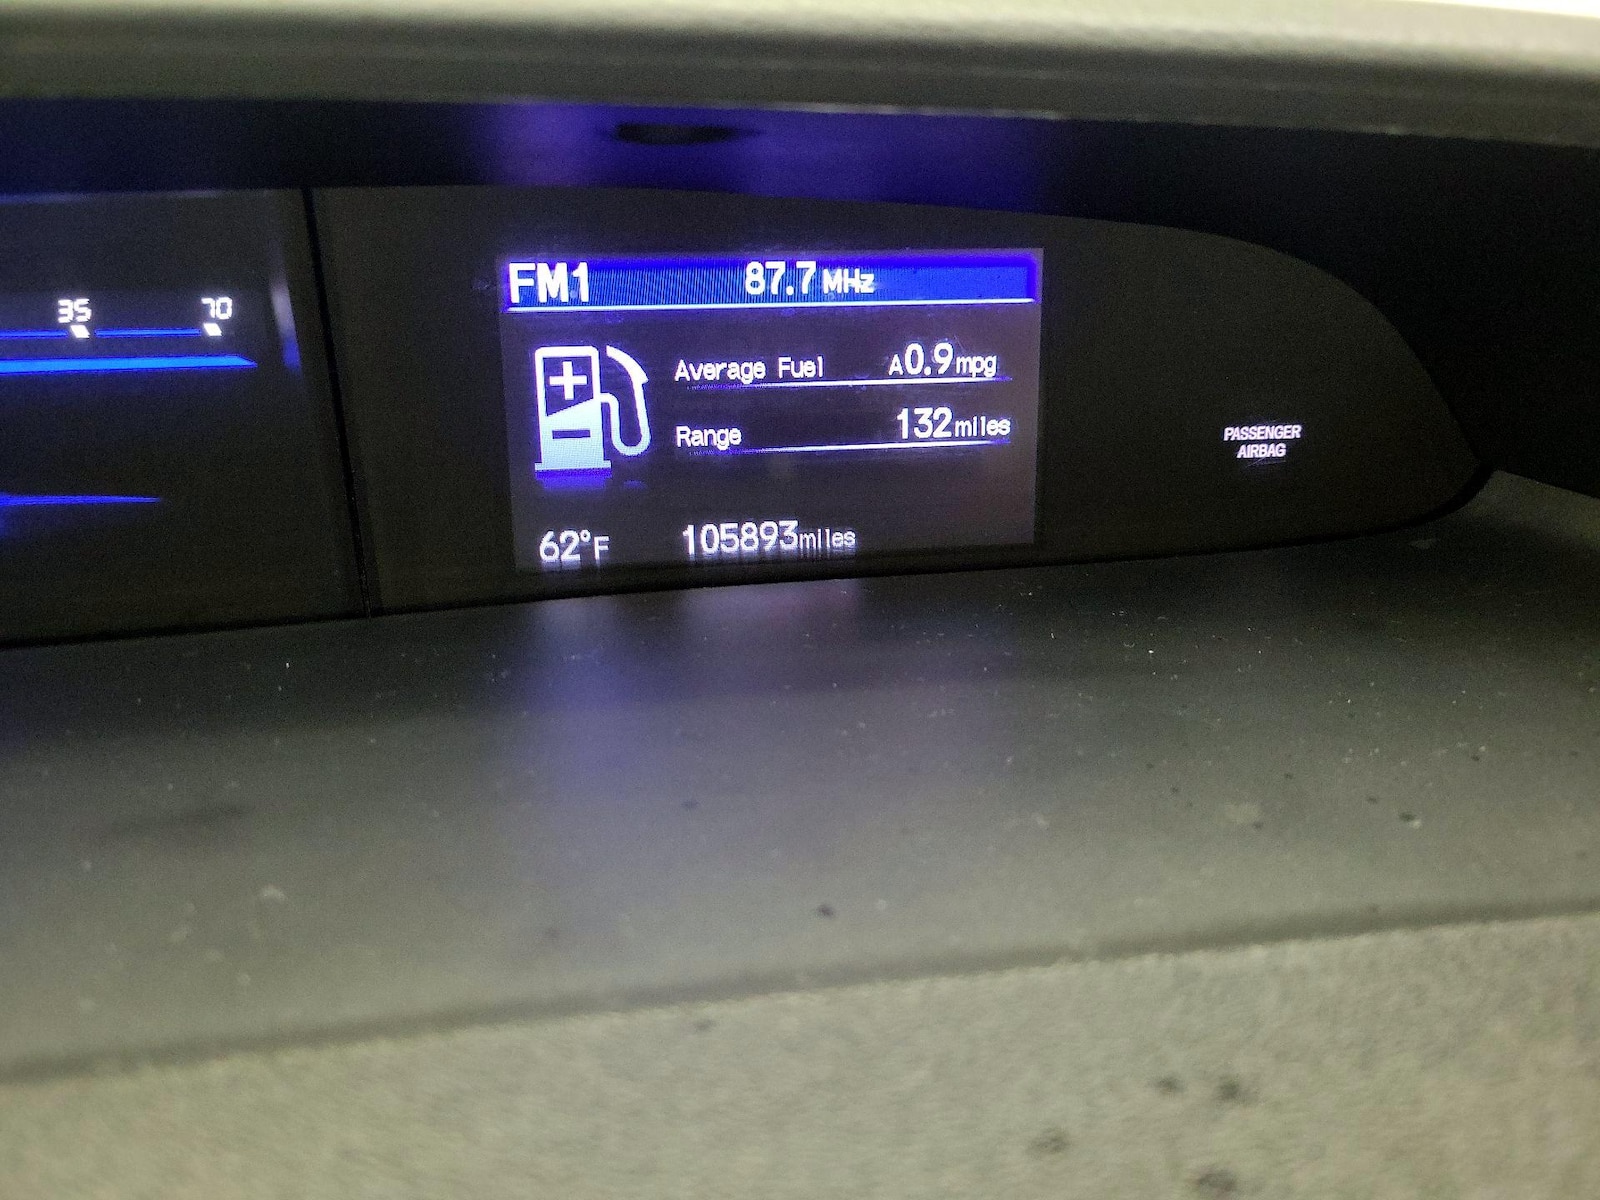 35 70
FM1 87.7 MHz
Average Fuel A0.9mpg
Range 132miles
PASSENGER
AIRBAG
62°F 105893miles